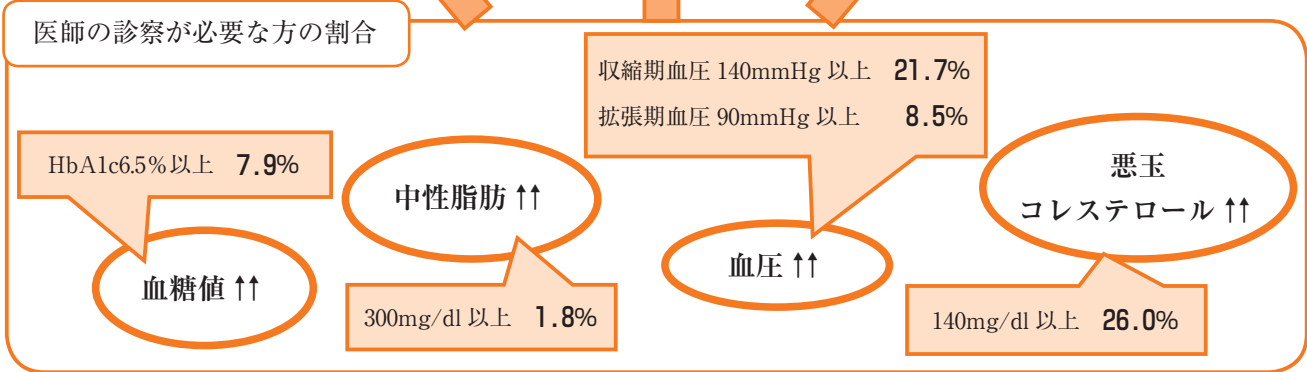 医師の診察が必要な方の割合
収縮期血圧 140mmHg 以上 21.7%
拡張期血圧 90mmHg 以上 8.5%
HbA1c6.5%以上 7.9%
血糖値 ↑↑
中性脂肪 ↑↑
300mg/dl 以上 1.8%
血圧 ↑↑
悪玉
コレステロール ↑↑
140mg/dl 以上 26.0%